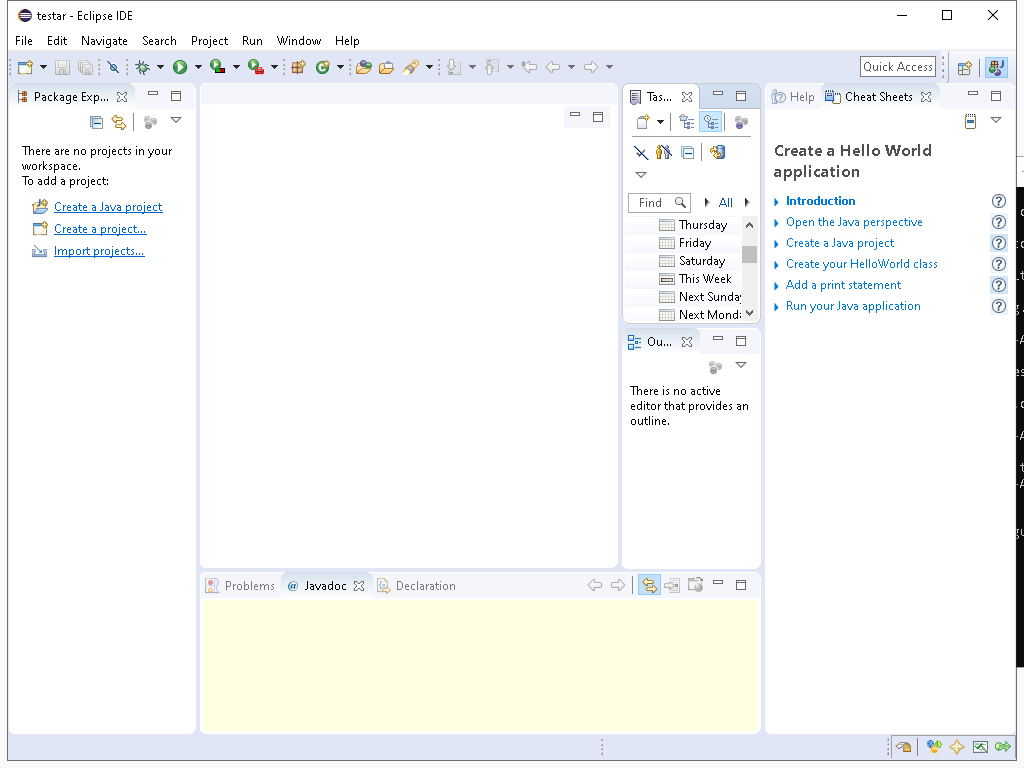 testar - Eclipse IDE
File Edit Navigate Search Project Run Window Help
Quick Access
Package Exp...
There are no projects in your
workspace.
To add a project:
Create a Java project
Create a project...
Import projects...
Tas...
Find
All
Thursday
Friday
Saturday
This Week
Next Sunday
Next Mond
Ou...
There is no active
editor that provides an
outline.
Help
Cheat Sheets
Create a Hello World
application
Introduction
Open the Java perspective
Create a Java project
Create your HelloWorld class
Add a print statement
Run your Java application
Problems
@ Javadoc
Declaration